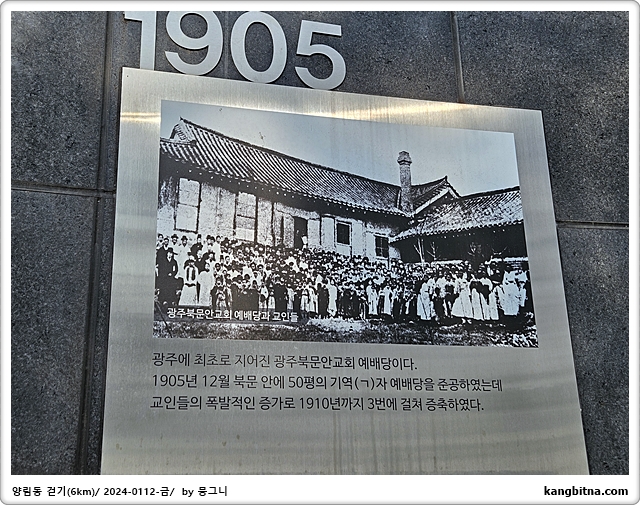 1905
광주북문안교회 예배당과 교인들
광주에 최초로 지어진 광주북문안교회 예배당이다.
1905년 12월 북문 안에 50평의 기역(ㄱ)자 예배당을 준공하였는데
교인들의 폭발적인 증가로 1910년까지 3번에 걸쳐 증축하였다.
양림동 걷기(6km)/ 2024-0112-금/ by 몽그니
kangbitna.com